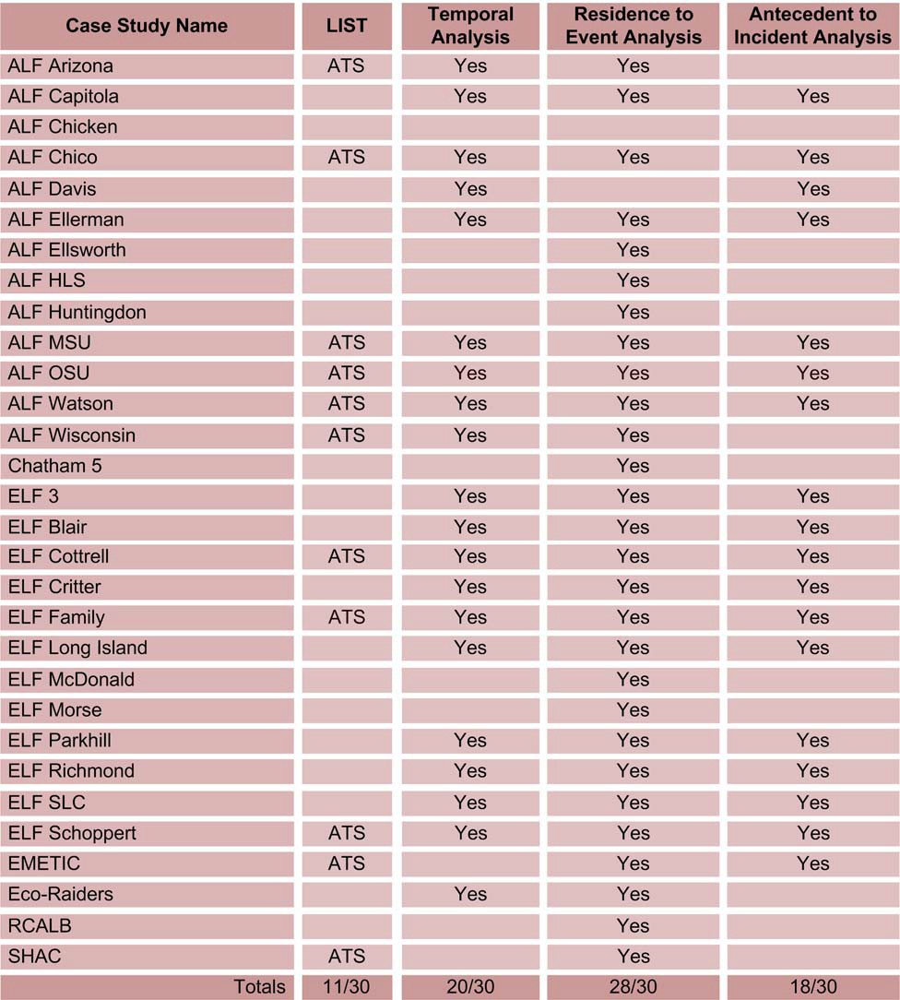 Case Study Name LIST Temporal Analysis Residence to Event Analysis Antecedent to Incident Analysis
ALF Arizona ATS Yes Yes
ALF Capitola Yes Yes Yes
ALF Chicken
ALF Chico ATS Yes Yes Yes
ALF Davis Yes Yes
ALF Ellerman Yes Yes Yes
ALF Ellsworth Yes
ALF HLS Yes
ALF Huntingdon Yes
ALF MSU ATS Yes Yes Yes
ALF OSU ATS Yes Yes Yes
ALF Watson ATS Yes Yes Yes
ALF Wisconsin ATS Yes Yes
Chatham 5 Yes
ELF 3 Yes Yes Yes
ELF Blair Yes Yes Yes
ELF Cottrell ATS Yes Yes Yes
ELF Critter Yes Yes Yes
ELF Family ATS Yes Yes Yes
ELF Long Island Yes Yes Yes
ELF McDonald Yes
ELF Morse Yes
ELF Parkhill Yes Yes Yes
ELF Richmond Yes Yes Yes
ELF SLC Yes Yes Yes
ELF Schoppert ATS Yes Yes Yes
EMETIC ATS Yes Yes
Eco-Raiders Yes Yes
RCALB Yes
SHAC ATS Yes
Totals 11/30 20/30 28/30 18/30